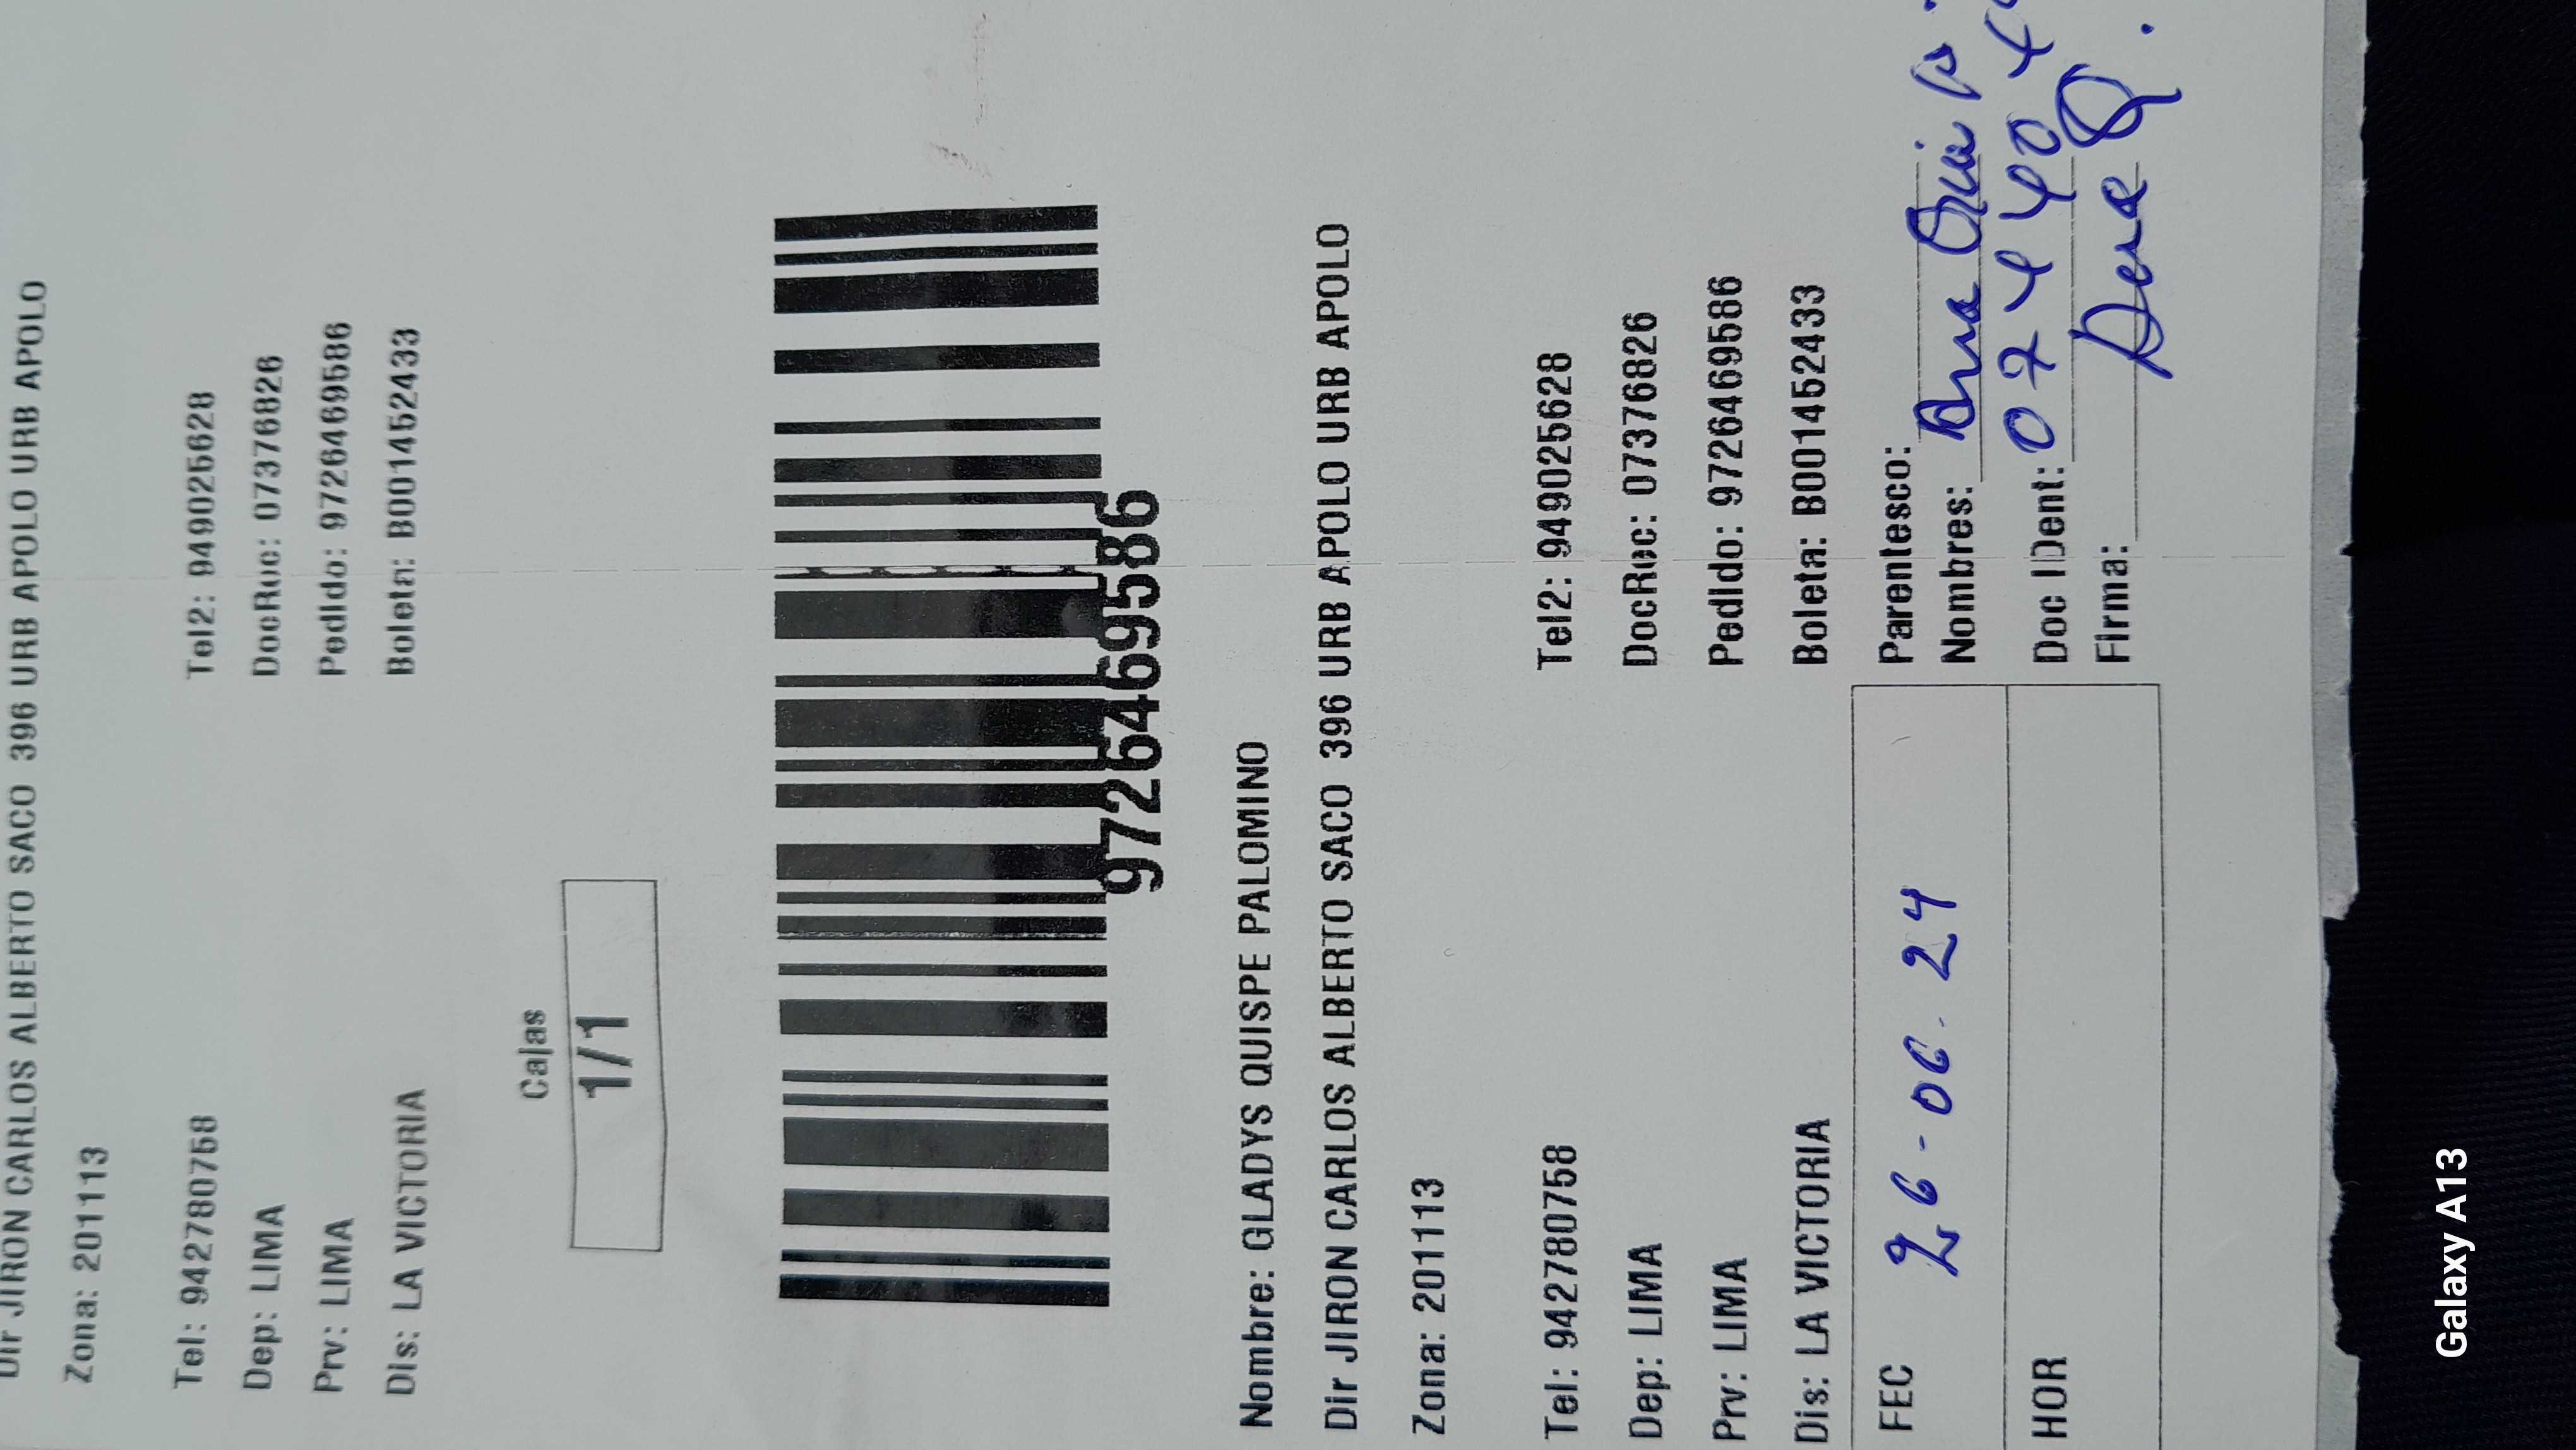 Dir JIRON CARLOS ALBERTO SACO 396 URB APOLO URB APOLO
Zona: 201113
Tel: 942780758 Tel2: 949025628
Dep: LIMA DocRuc: 07376826
Prv: LIMA PedIdo: 9726469586
Dis: LA VICTORIA Boleta: B001452433
Cajas
1/1
9726469586
Nombre: GLADYS QUISPE PALOMINO
Dir JIRON CARLOS ALBERTO SACO 396 URB APOLO URB APOLO
Zona: 201113
Tel: 942780758 Tel2: 949025628
Dep: LIMA DocRuc: 07376826
Prv: LIMA PedIdo: 9726469586
Dis: LA VICTORIA Boleta: B001452433
FEC 26-06. 24 Parentesco:
Nombres: Ana
HOR Doc IDent: 074404
Firma: Ana
Galaxy A13